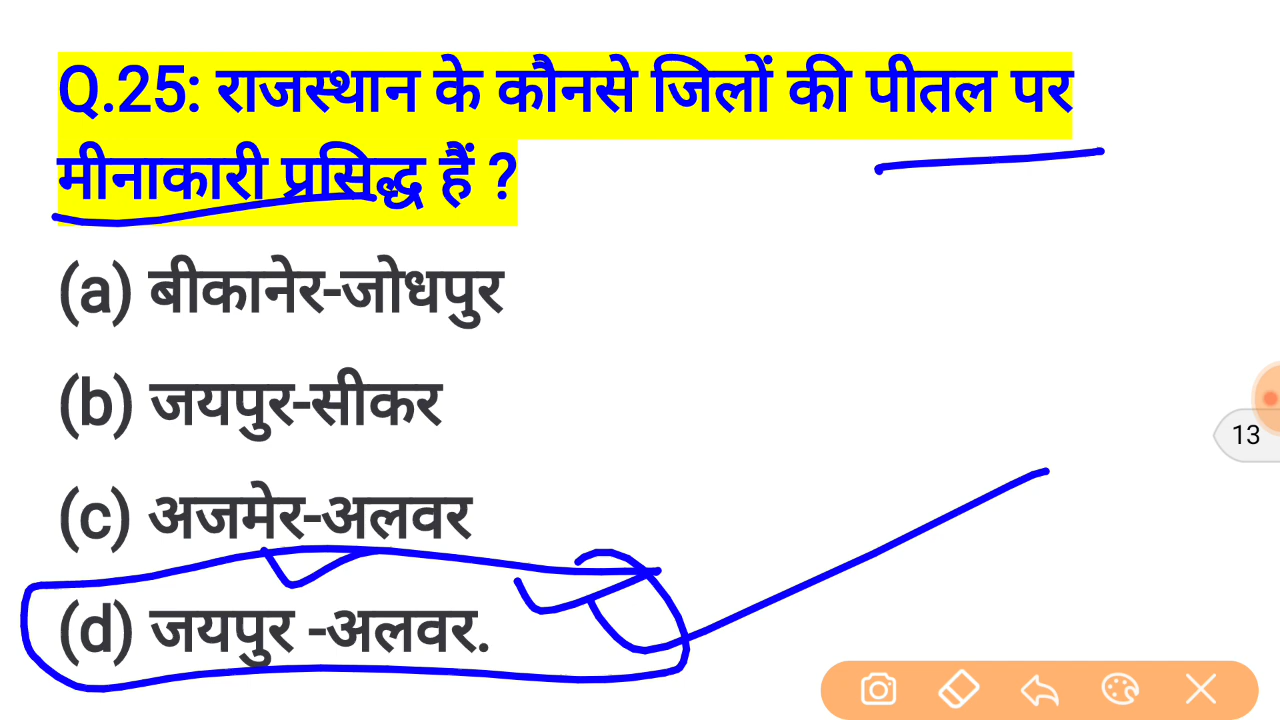 Q.25: राजस्थान के कौनसे जिलों की पीतल पर
मीनाकारी प्रसिद्ध हैं ?
(a) बीकानेर-जोधपुर
(b) जयपुर-सीकर
13
(c) अजमेर-अलवर
(d) जयपुर -अलवर.